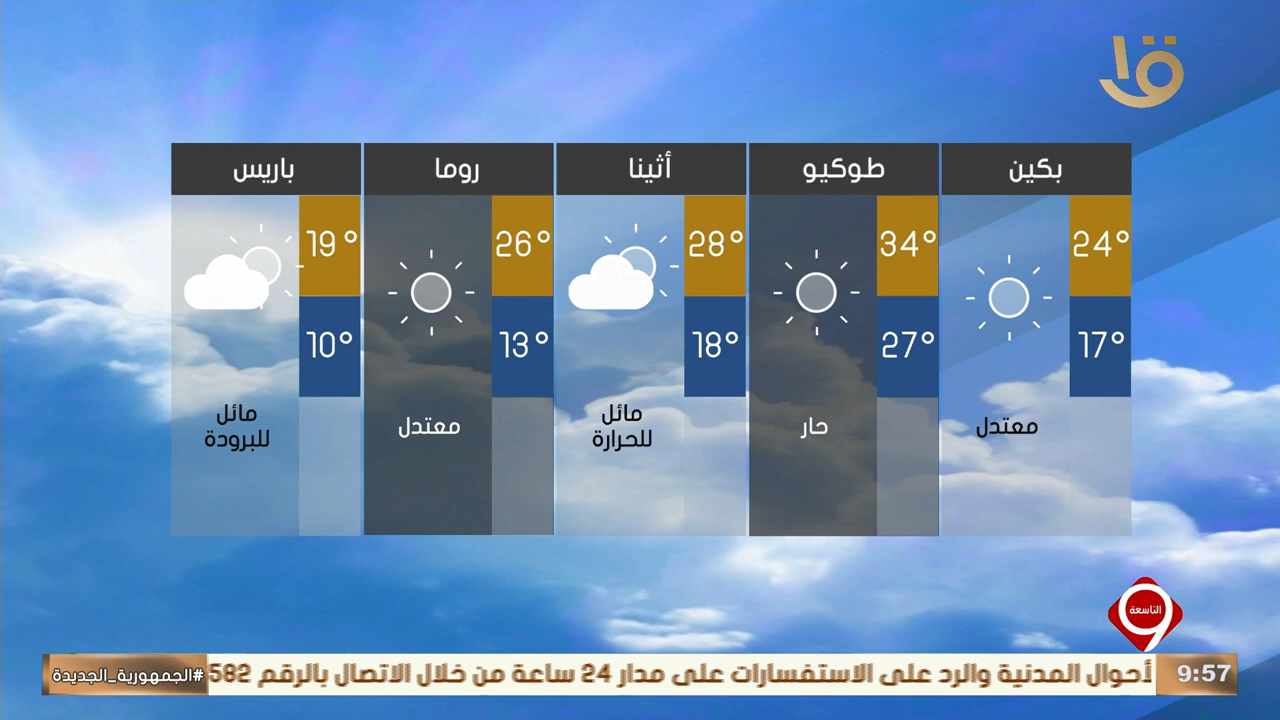 بكين
24°
17°
معتدل
طوكيو
34°
27°
حار
أثينا
28°
18°
مائل
للحرارة
روما
26°
13°
معتدل
باريس
19°
10°
مائل
للبرودة
التاسعة
9
9:57
أحوال المدنية والرد على الاستفسارات على مدار 24 ساعة من خلال الاتصال بالرقم 582
#الجمهورية_الجديدة